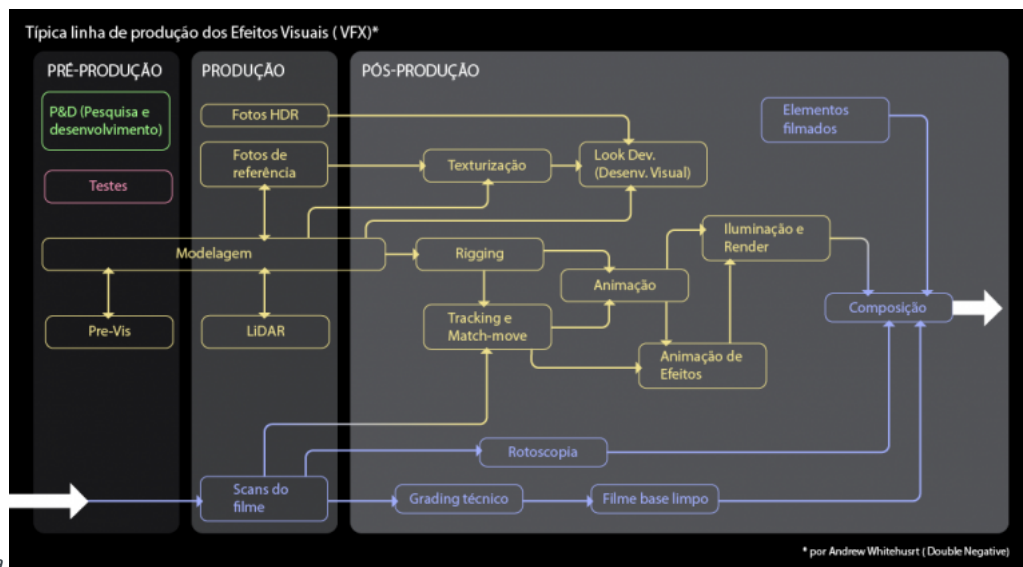 Típica linha de produção dos Efeitos Visuais ( VFX)*
PRÉ-PRODUÇÃO
PRODUÇÃO
PÓS-PRODUÇÃO
P&D (Pesquisa e
desenvolvimento)
Testes
Fotos HDR
Fotos de
referência
Texturização
Look Dev.
(Desenv. Visual)
Elementos
filmados
Modelagem
Rigging
Iluminação e
Render
Animação
Pre-Vis
LiDAR
Tracking e
Match-move
Composição
Animação de
Efeitos
Rotoscopia
Scans do
filme
Grading técnico
Filme base limpo
* por Andrew Whitehusrt ( Double Negative)